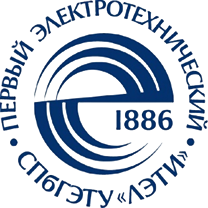 ПЕРВЫЙ ЭЛЕКТРОТЕХНИЧЕСКИЙ
1886
СПбГЭТУ «ЛЭТИ»